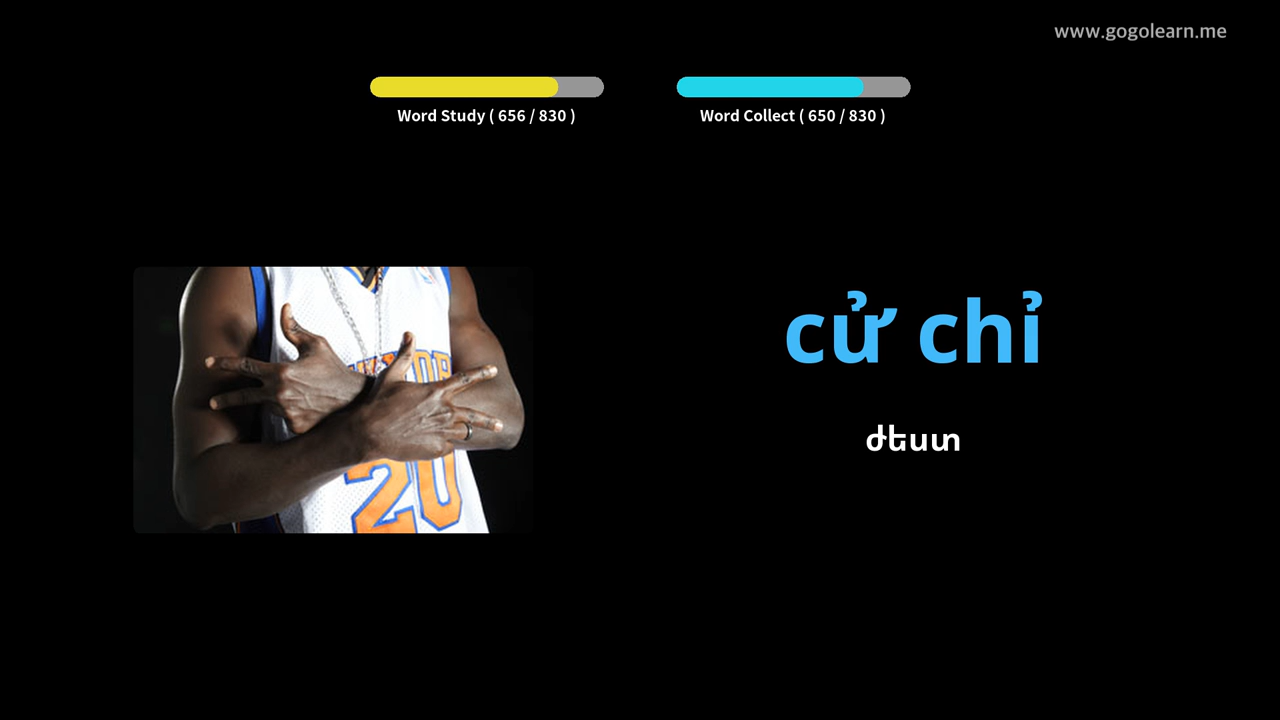 www.gogolearn.me
Word Study ( 656 / 830 )
Word Collect ( 650 / 830 )
cử chỉ
ժեստ
20